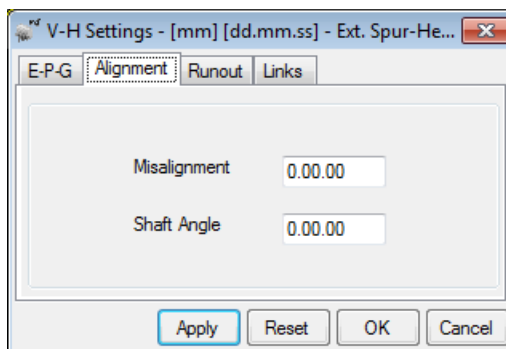 V-H Settings - [mm] [dd.mm.ss] - Ext. Spur-He...
E-P-G Alignment Runout Links
Misalignment 0.00.00
Shaft Angle 0.00.00
Apply Reset OK Cancel